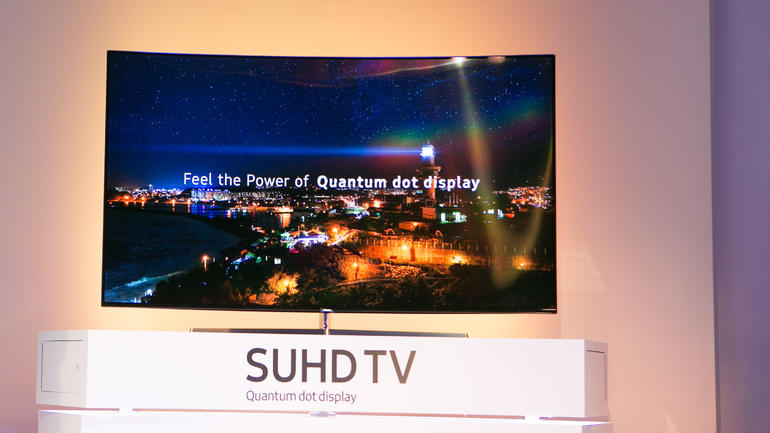 Feel the Power of Quantum dot display
SUHD TV
Quantum dot display